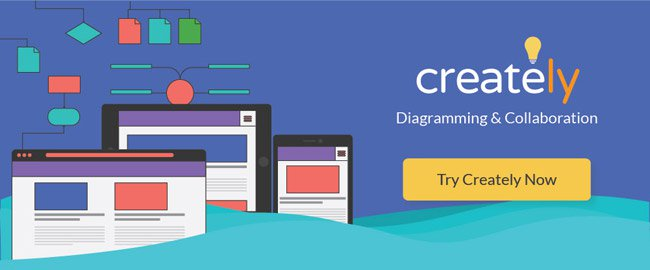 creately
Diagramming & Collaboration
Try Creately Now